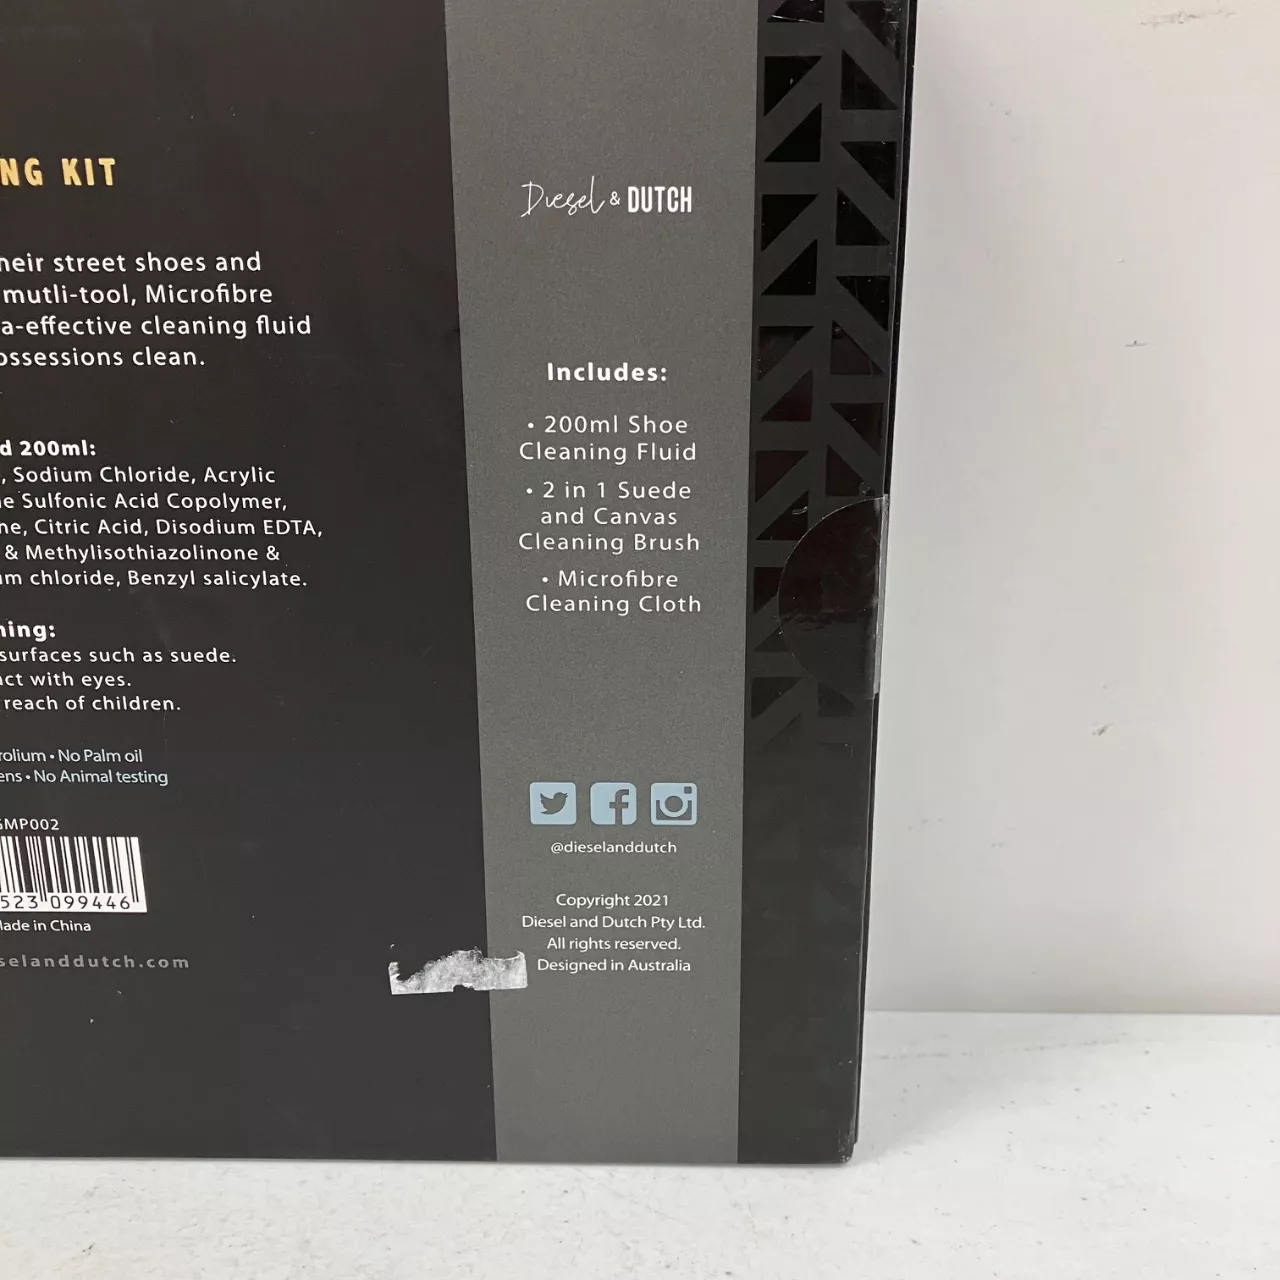 NG KIT
heir street shoes and
mutli-tool, Microfibre
a-effective cleaning fluid
ossessions clean.
d 200ml:
, Sodium Chloride, Acrylic
e Sulfonic Acid Copolymer,
ne, Citric Acid, Disodium EDTA,
& Methylisothiazolinone &
m chloride, Benzyl salicylate.
ning:
surfaces such as suede.
act with eyes.
reach of children.
rolium • No Palm oil
ens • No Animal testing
GMP002
523 099446
Made in China
selanddutch.com
Diesel & DUTCH
Includes:
• 200ml Shoe
Cleaning Fluid
• 2 in 1 Suede
and Canvas
Cleaning Brush
• Microfibre
Cleaning Cloth
@dieselanddutch
Copyright 2021
Diesel and Dutch Pty Ltd.
All rights reserved.
Designed in Australia